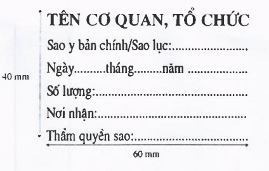 TÊN CƠ QUAN, TỔ CHỨC
Sao y bản chính/Sao lục:........................
Ngày..........tháng.........năm ...................
40 mm
Số lượng:................................................
Nơi nhận:...............................................
Thẩm quyền sao:....................................
60 mm